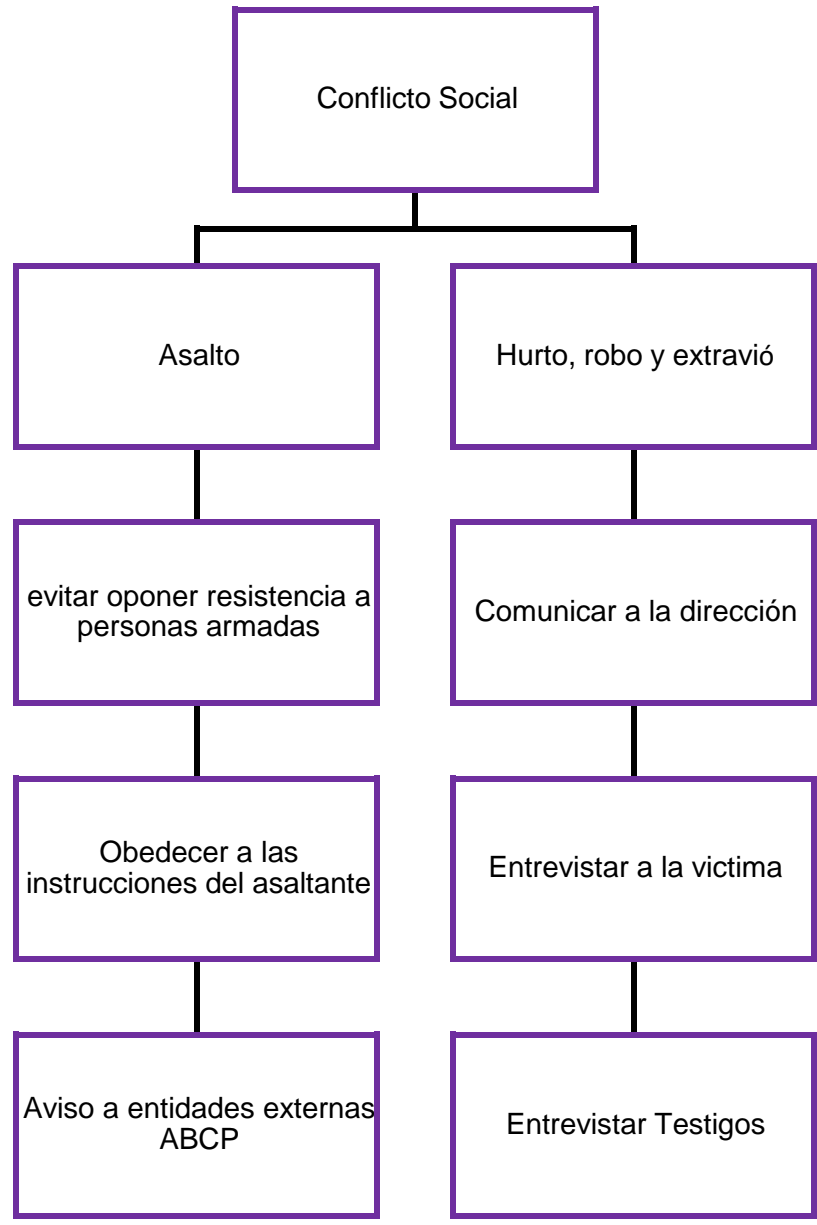 Conflicto Social
Asalto
Hurto, robo y extravió
evitar oponer resistencia a
personas armadas
Comunicar a la dirección
Obedecer a las
instrucciones del asaltante
Entrevistar a la victima
Aviso a entidades externas
ABCP
Entrevistar Testigos